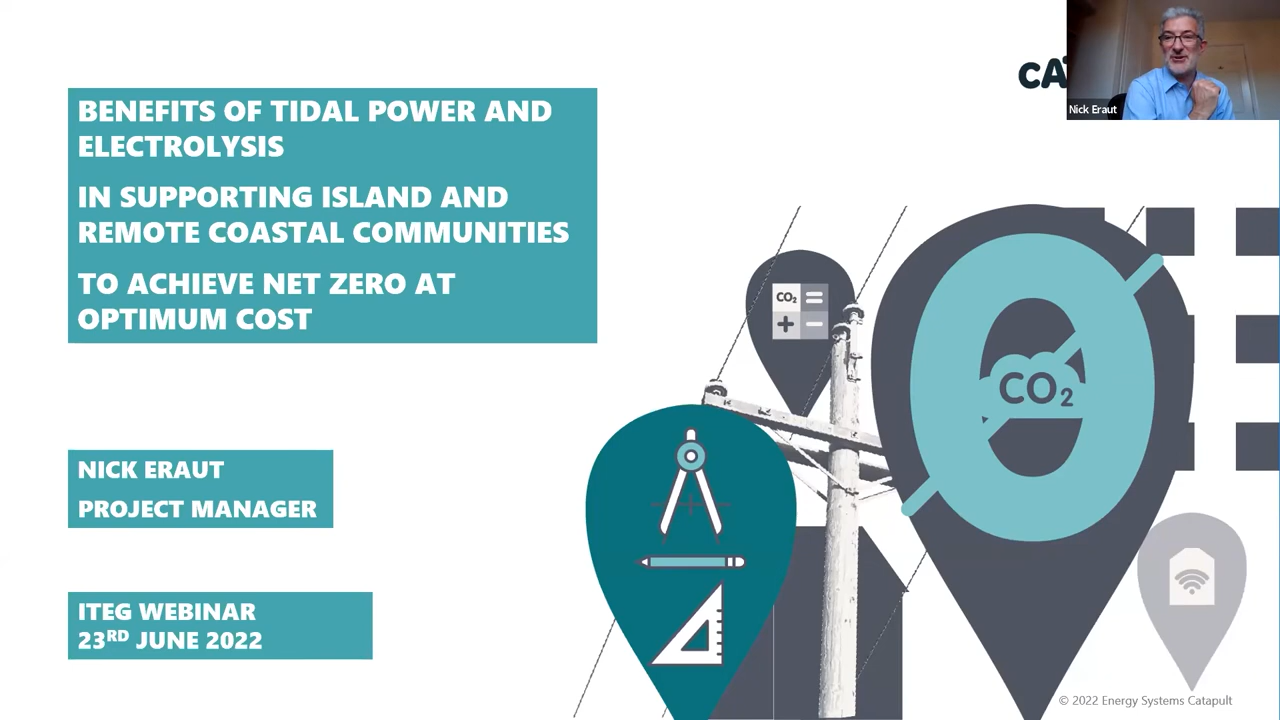 CA
Nick Eraut
BENEFITS OF TIDAL POWER AND
ELECTROLYSIS
IN SUPPORTING ISLAND AND
REMOTE COASTAL COMMUNITIES
TO ACHIEVE NET ZERO AT
OPTIMUM COST
CO₂
CO₂
NICK ERAUT
PROJECT MANAGER
ITEG WEBINAR
23RD JUNE 2022
© 2022 Energy Systems Catapult